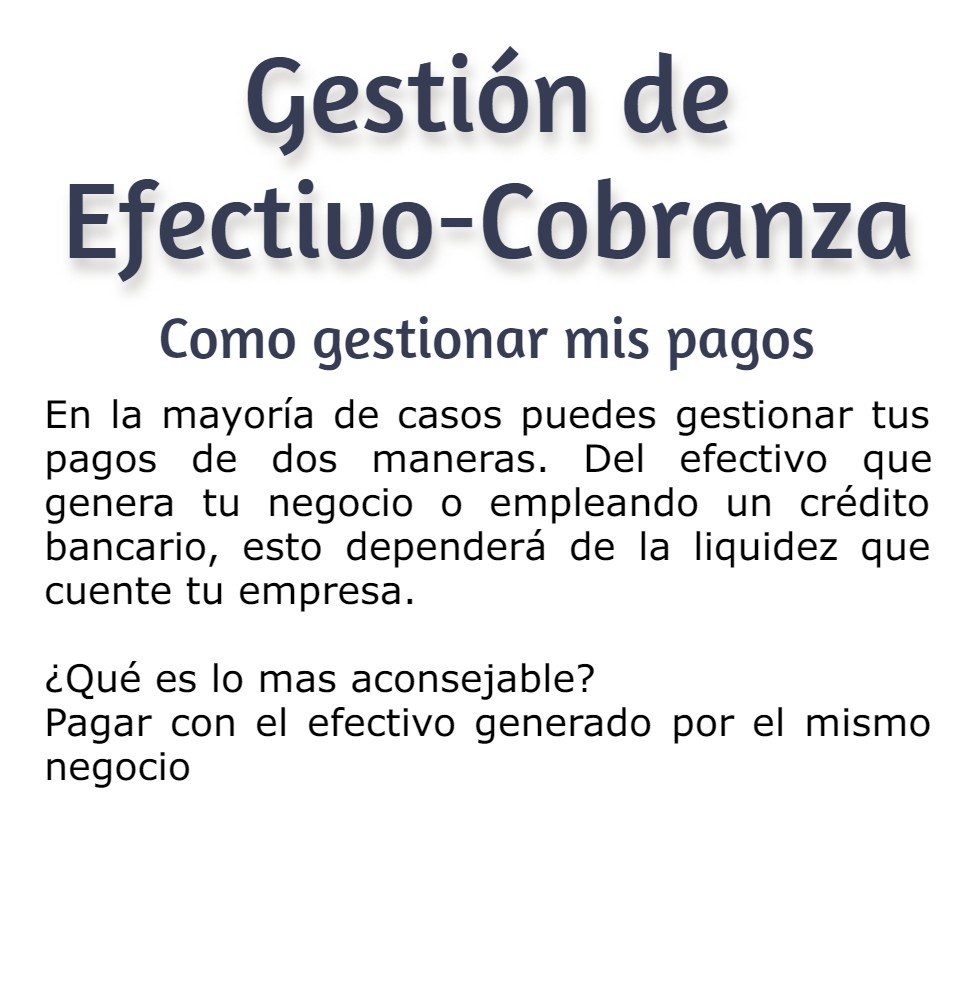 Gestión de
Efectivo-Cobranza
Como gestionar mis pagos
En la mayoría de casos puedes gestionar tus
pagos de dos maneras. Del efectivo que
genera tu negocio o empleando un crédito
bancario, esto dependerá de la liquidez que
cuente tu empresa.
¿Qué es lo mas aconsejable?
Pagar con el efectivo generado por el mismo
negocio